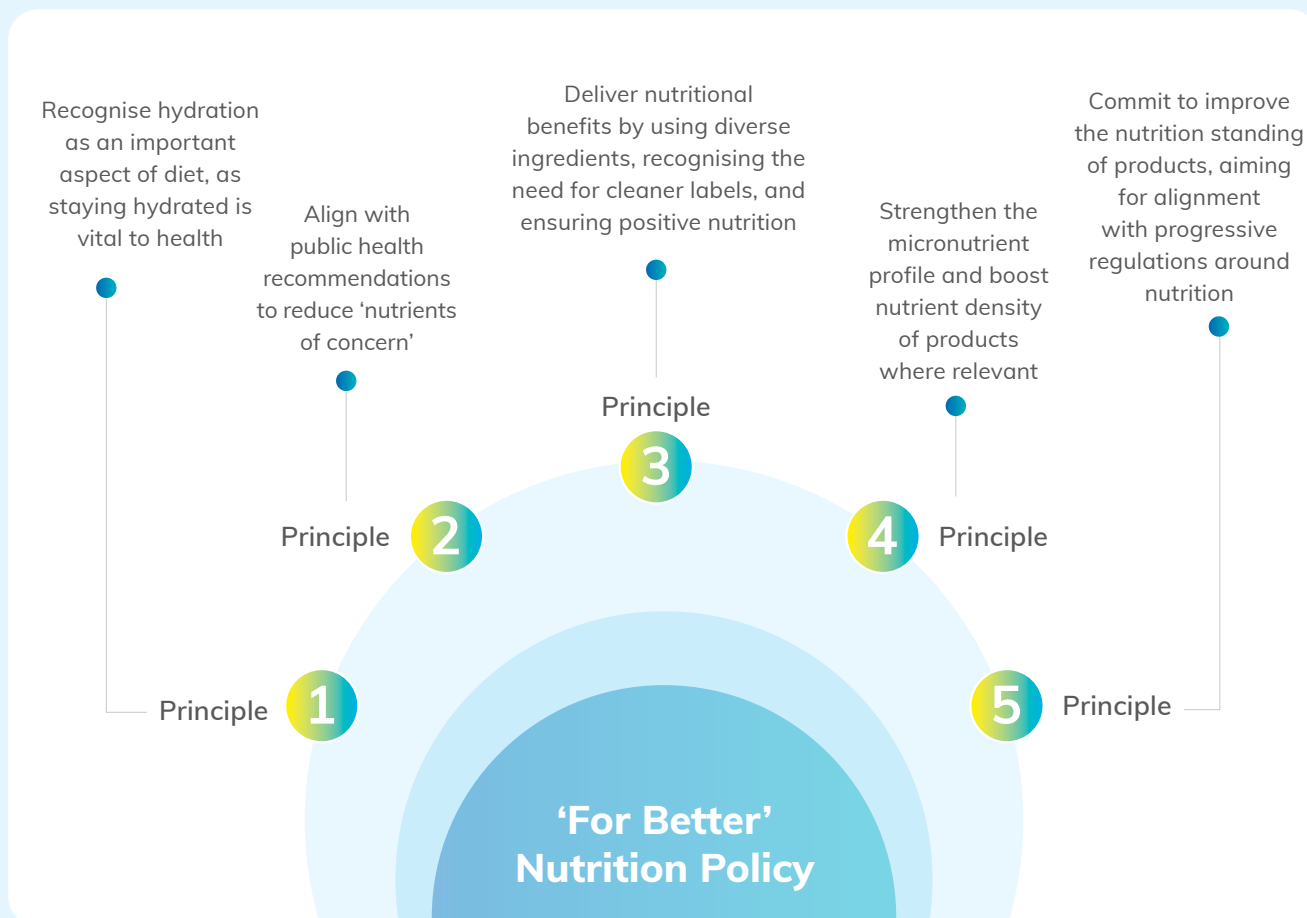 Recognise hydration
as an important
aspect of diet, as
staying hydrated is
vital to health
Principle
1
Align with
public health
recommendations
to reduce ‘nutrients
of concern’
Principle
2
Deliver nutritional
benefits by using diverse
ingredients, recognising the
need for cleaner labels, and
ensuring positive nutrition
Principle
3
Strengthen the
micronutrient
profile and boost
nutrient density
of products
where relevant
4
Principle
Commit to improve
the nutrition standing
of products, aiming
for alignment
with progressive
regulations around
nutrition
5
Principle
‘For Better’
Nutrition Policy